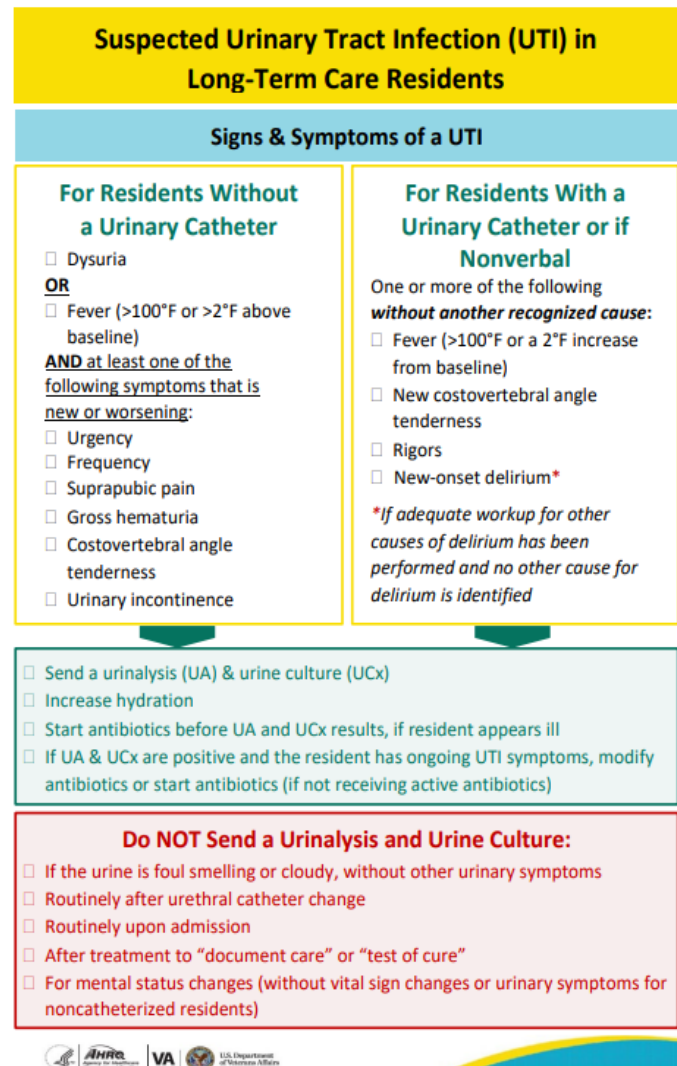 Suspected Urinary Tract Infection (UTI) in
Long-Term Care Residents
Signs & Symptoms of a UTI
For Residents Without
a Urinary Catheter
□ Dysuria
OR
□ Fever (>100°F or >2°F above
baseline)
AND at least one of the
following symptoms that is
new or worsening:
□ Urgency
□ Frequency
□ Suprapubic pain
□ Gross hematuria
□ Costovertebral angle
tenderness
□ Urinary incontinence
For Residents With a
Urinary Catheter or if
Nonverbal
One or more of the following
without another recognized cause:
□ Fever (>100°F or a 2°F increase
from baseline)
□ New costovertebral angle
tenderness
□ Rigors
□ New-onset delirium*
*If adequate workup for other
causes of delirium has been
performed and no other cause for
delirium is identified
□ Send a urinalysis (UA) & urine culture (UCx)
□ Increase hydration
□ Start antibiotics before UA and UCx results, if resident appears ill
□ If UA & UCx are positive and the resident has ongoing UTI symptoms, modify
antibiotics or start antibiotics (if not receiving active antibiotics)
Do NOT Send a Urinalysis and Urine Culture:
□ If the urine is foul smelling or cloudy, without other urinary symptoms
□ Routinely after urethral catheter change
□ Routinely upon admission
□ After treatment to “document care” or “test of cure”
□ For mental status changes (without vital sign changes or urinary symptoms for
noncatheterized residents)
AHRQ
Agency for Healthcare
VA
U.S. Department
of Veterans Affairs